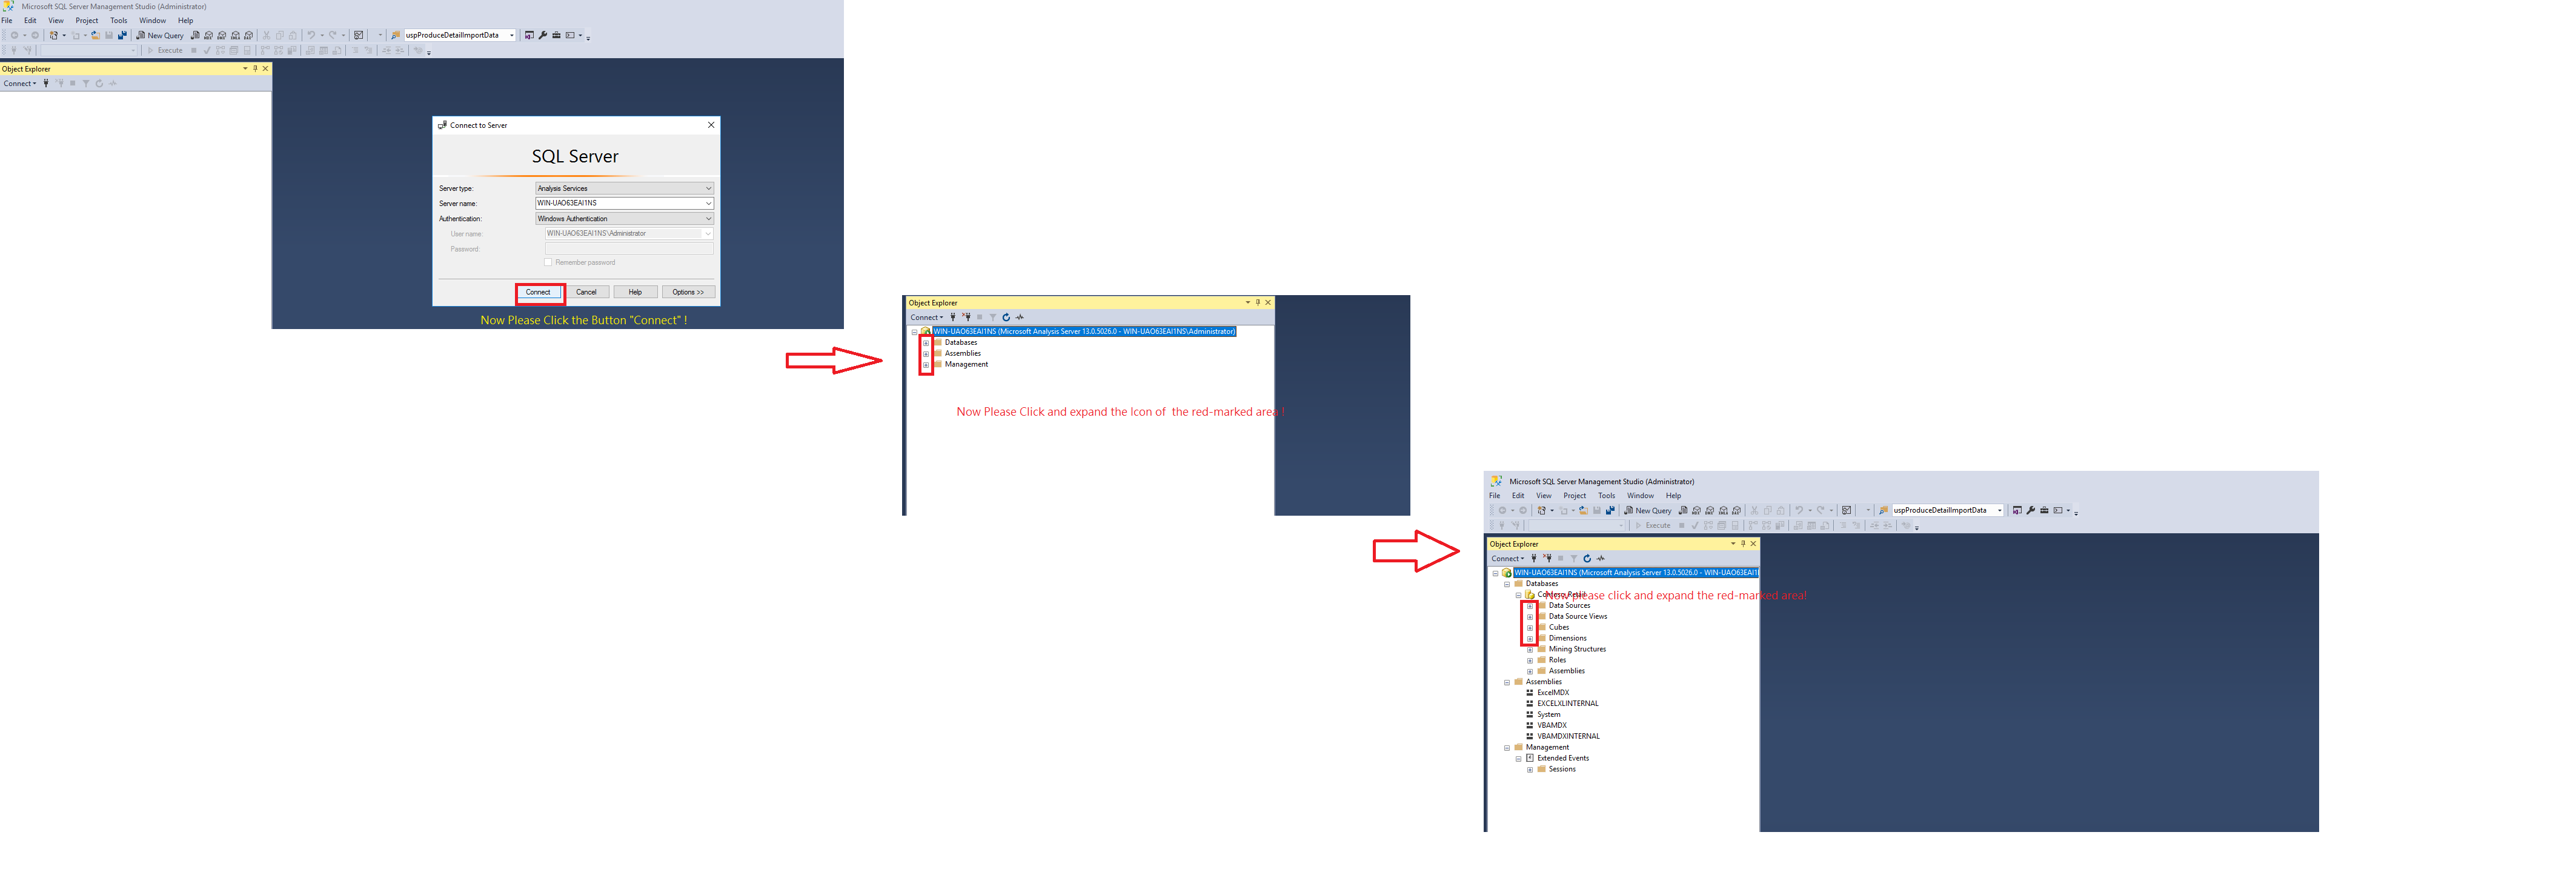 Microsoft SQL Server Management Studio (Administrator)
File Edit View Project Tools Window Help
New Query uspProduceDetailImportData
Execute
Object Explorer
Connect
Connect to Server
SQL Server
Server type: Analysis Services
Server name: WIN-UAO63EAI1NS
Authentication: Windows Authentication
User name: WIN-UAO63EAI1NS\Administrator
Password:
Remember password
Connect Cancel Help Options >>
Now Please Click the Button "Connect" !
Object Explorer
Connect
WIN-UAO63EAI1NS (Microsoft Analysis Server 13.0.5026.0 - WIN-UAO63EAI1NS\Administrator)
Databases
Assemblies
Management
Now Please Click and expand the Icon of the red-marked area !
Microsoft SQL Server Management Studio (Administrator)
File Edit View Project Tools Window Help
New Query uspProduceDetailImportData
Execute
Object Explorer
Connect
WIN-UAO63EAI1NS (Microsoft Analysis Server 13.0.5026.0 - WIN-UAO63EAI1
Databases
Contoso Retail
Now please click and expand the red-marked area!
Data Sources
Data Source Views
Cubes
Dimensions
Mining Structures
Roles
Assemblies
Assemblies
ExcelMDX
EXCELXLINTERNAL
System
VBAMDX
VBAMDXINTERNAL
Management
Extended Events
Sessions